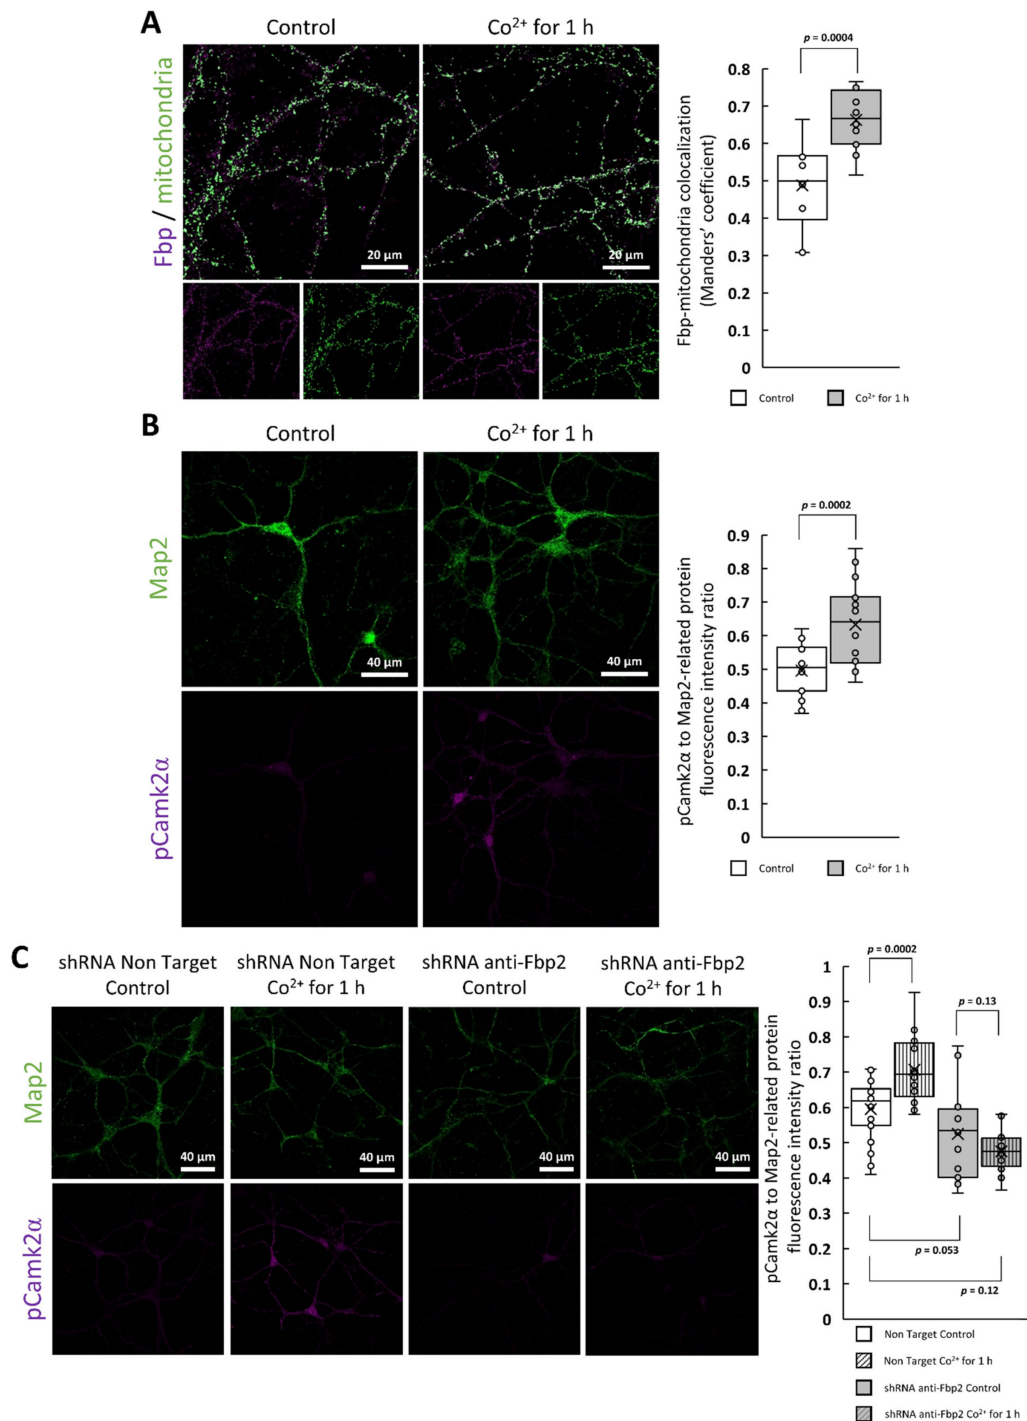 A
Control
Co²⁺ for 1 h
Fbp / mitochondria
20 µm
20 µm
p = 0.0004
Fbp-mitochondria colocalization
(Manders' coefficient)
0.8
0.7
0.6
0.5
0.4
0.3
0.2
0.1
0
Control
Co²⁺ for 1 h
B
Control
Co²⁺ for 1 h
Map2
40 µm
40 µm
pCamk2α
p = 0.0002
pCamk2α to Map2-related protein
fluorescence intensity ratio
0.9
0.8
0.7
0.6
0.5
0.4
0.3
0.2
0.1
0
Control
Co²⁺ for 1 h
C
shRNA Non Target
Control
shRNA Non Target
Co²⁺ for 1 h
shRNA anti-Fbp2
Control
shRNA anti-Fbp2
Co²⁺ for 1 h
Map2
40 µm
40 µm
40 µm
40 µm
pCamk2α
p = 0.0002
p = 0.13
pCamk2α to Map2-related protein
fluorescence intensity ratio
1
0.9
0.8
0.7
0.6
0.5
0.4
0.3
0.2
0.1
0
p = 0.053
p = 0.12
Non Target Control
Non Target Co²⁺ for 1 h
shRNA anti-Fbp2 Control
shRNA anti-Fbp2 Co²⁺ for 1 h